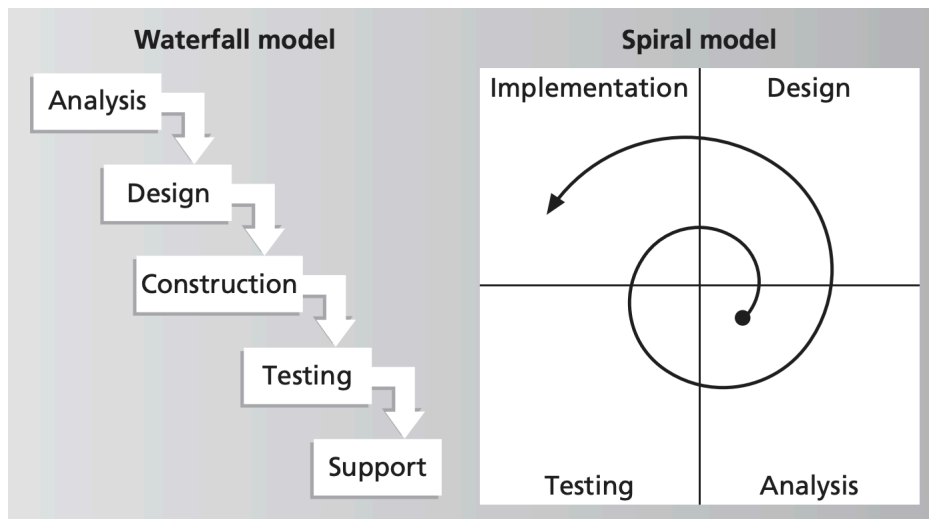 Waterfall model
Analysis
Design
Construction
Testing
Support
Spiral model
Implementation
Design
Testing
Analysis